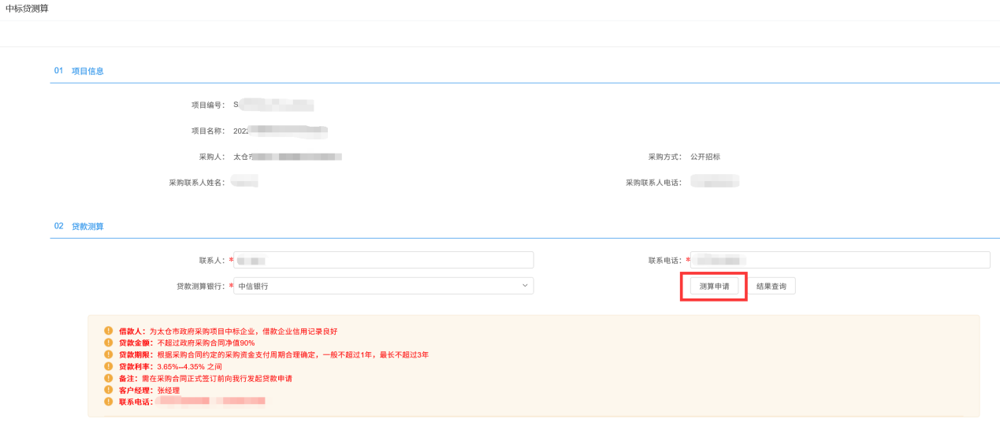 中标贷测算
01 项目信息
项目编号： S
项目名称： 202
采购人： 太仓 采购方式： 公开招标
采购联系人姓名： 采购联系人电话：
02 贷款测算
联系人：* 联系电话：*
贷款测算银行：* 中信银行 测算申请 结果查询
借款人：为太仓市政府采购项目中标企业，借款企业信用记录良好
贷款金额：不超过政府采购合同净值90%
贷款期限：根据采购合同约定的采购资金支付周期合理确定，一般不超过1年，最长不超过3年
贷款利率：3.65%--4.35% 之间
备注：需在采购合同正式签订前向我行发起贷款申请
客户经理：张经理
联系电话：